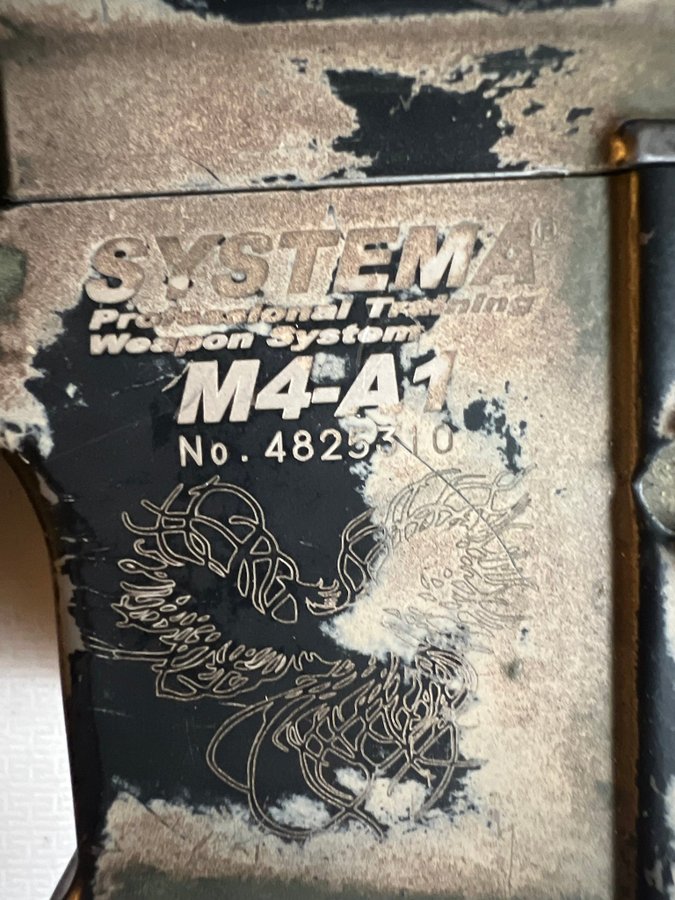 SYSTEMA®
Professional Training
Weapon System
M4-A1
No. 4825310